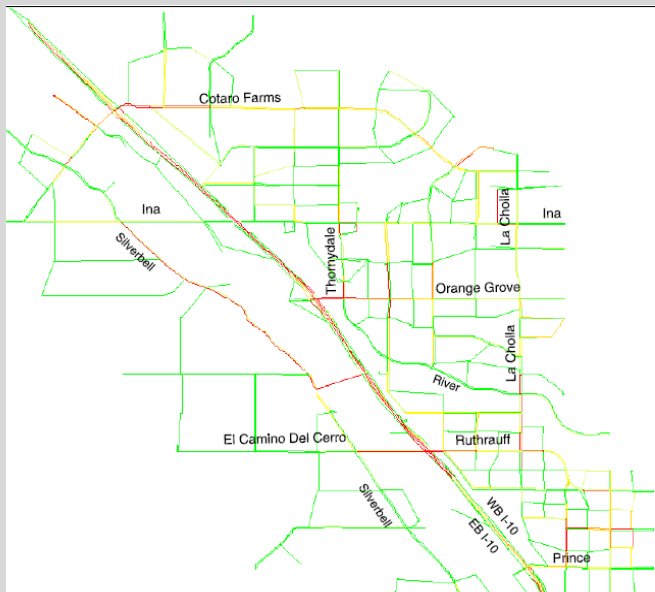 Cotaro Farms
La Cholla
Ina
Ina
Silverbell
Thornydale
Orange Grove
La Cholla
River
El Camino Del Cerro
Ruthrauff
Silverbell
WB I-10
EB I-10
Prince